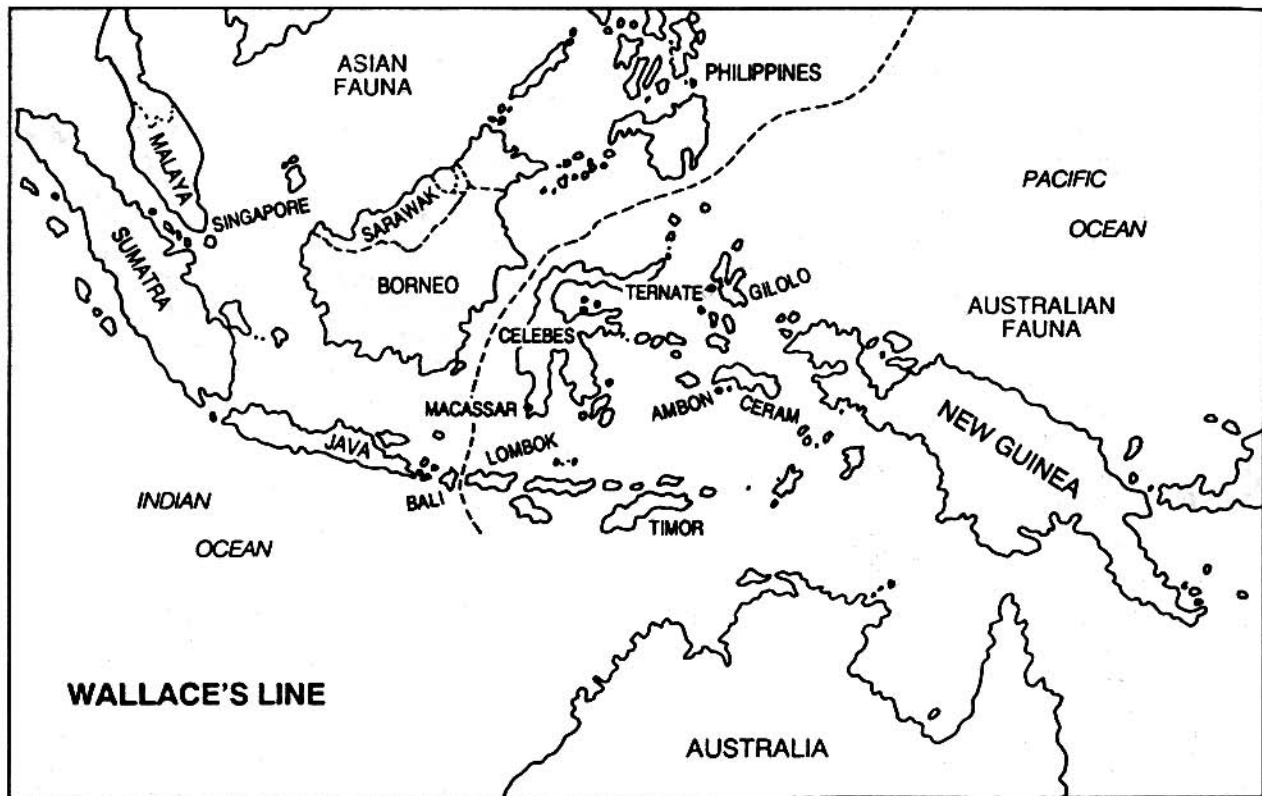 ASIAN
FAUNA
PHILIPPINES
MALAYA
SINGAPORE
SARAWAK
SUMATRA
BORNEO
PACIFIC
OCEAN
TERNATE
GILOLO
AUSTRALIAN
FAUNA
CELEBES
MACASSAR
AMBON
CERAM
NEW GUINEA
JAVA
LOMBOK
BALI
TIMOR
INDIAN
OCEAN
WALLACE'S LINE
AUSTRALIA